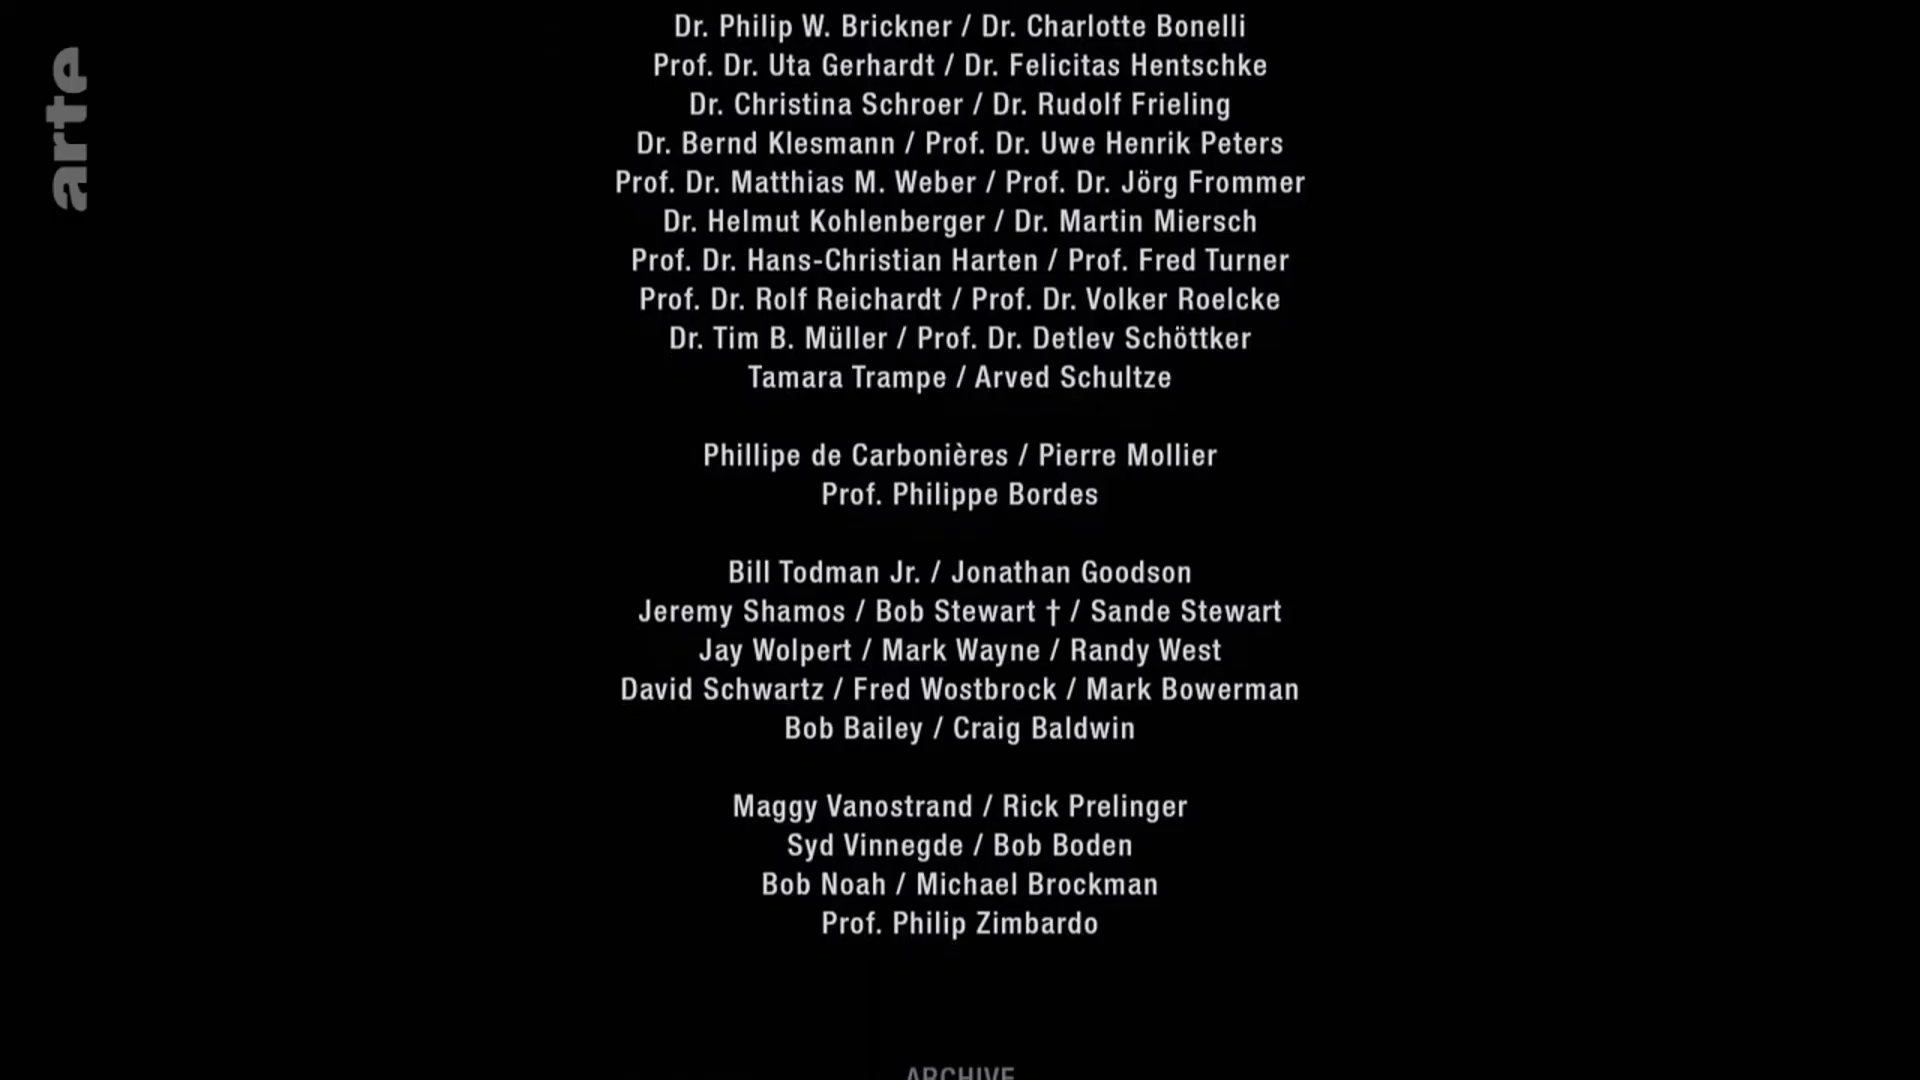 arte
Dr. Philip W. Brickner / Dr. Charlotte Bonelli
Prof. Dr. Uta Gerhardt / Dr. Felicitas Hentschke
Dr. Christina Schroer / Dr. Rudolf Frieling
Dr. Bernd Klesmann / Prof. Dr. Uwe Henrik Peters
Prof. Dr. Matthias M. Weber / Prof. Dr. Jörg Frommer
Dr. Helmut Kohlenberger / Dr. Martin Miersch
Prof. Dr. Hans-Christian Harten / Prof. Fred Turner
Prof. Dr. Rolf Reichardt / Prof. Dr. Volker Roelcke
Dr. Tim B. Müller / Prof. Dr. Detlev Schöttker
Tamara Trampe / Arved Schultze
Phillipe de Carbonières / Pierre Mollier
Prof. Philippe Bordes
Bill Todman Jr. / Jonathan Goodson
Jeremy Shamos / Bob Stewart † / Sande Stewart
Jay Wolpert / Mark Wayne / Randy West
David Schwartz / Fred Wostbrock / Mark Bowerman
Bob Bailey / Craig Baldwin
Maggy Vanostrand / Rick Prelinger
Syd Vinnegde / Bob Boden
Bob Noah / Michael Brockman
Prof. Philip Zimbardo
ARCHIVE